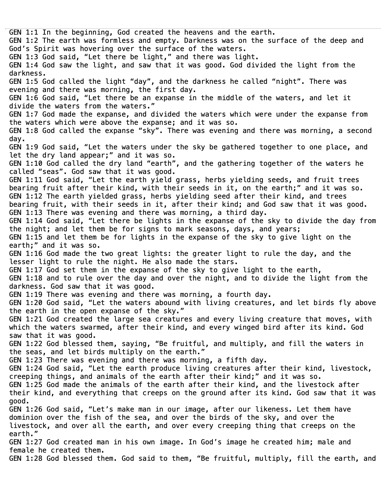 GEN 1:1 In the beginning, God created the heavens and the earth.
GEN 1:2 The earth was formless and empty. Darkness was on the surface of the deep and
God's Spirit was hovering over the surface of the waters.
GEN 1:3 God said, "Let there be light," and there was light.
GEN 1:4 God saw the light, and saw that it was good. God divided the light from the
darkness.
GEN 1:5 God called the light "day", and the darkness he called "night". There was
evening and there was morning, the first day.
GEN 1:6 God said, "Let there be an expanse in the middle of the waters, and let it
divide the waters from the waters."
GEN 1:7 God made the expanse, and divided the waters which were under the expanse from
the waters which were above the expanse; and it was so.
GEN 1:8 God called the expanse "sky". There was evening and there was morning, a second
day.
GEN 1:9 God said, "Let the waters under the sky be gathered together to one place, and
let the dry land appear;" and it was so.
GEN 1:10 God called the dry land "earth", and the gathering together of the waters he
called "seas". God saw that it was good.
GEN 1:11 God said, "Let the earth yield grass, herbs yielding seeds, and fruit trees
bearing fruit after their kind, with their seeds in it, on the earth;" and it was so.
GEN 1:12 The earth yielded grass, herbs yielding seed after their kind, and trees
bearing fruit, with their seeds in it, after their kind; and God saw that it was good.
GEN 1:13 There was evening and there was morning, a third day.
GEN 1:14 God said, "Let there be lights in the expanse of the sky to divide the day from
the night; and let them be for signs to mark seasons, days, and years;
GEN 1:15 and let them be for lights in the expanse of the sky to give light on the
earth;" and it was so.
GEN 1:16 God made the two great lights: the greater light to rule the day, and the
lesser light to rule the night. He also made the stars.
GEN 1:17 God set them in the expanse of the sky to give light to the earth,
GEN 1:18 and to rule over the day and over the night, and to divide the light from the
darkness. God saw that it was good.
GEN 1:19 There was evening and there was morning, a fourth day.
GEN 1:20 God said, "Let the waters abound with living creatures, and let birds fly above
the earth in the open expanse of the sky."
GEN 1:21 God created the large sea creatures and every living creature that moves, with
which the waters swarmed, after their kind, and every winged bird after its kind. God
saw that it was good.
GEN 1:22 God blessed them, saying, "Be fruitful, and multiply, and fill the waters in
the seas, and let birds multiply on the earth."
GEN 1:23 There was evening and there was morning, a fifth day.
GEN 1:24 God said, "Let the earth produce living creatures after their kind, livestock,
creeping things, and animals of the earth after their kind;" and it was so.
GEN 1:25 God made the animals of the earth after their kind, and the livestock after
their kind, and everything that creeps on the ground after its kind. God saw that it was
good.
GEN 1:26 God said, "Let's make man in our image, after our likeness. Let them have
dominion over the fish of the sea, and over the birds of the sky, and over the
livestock, and over all the earth, and over every creeping thing that creeps on the
earth."
GEN 1:27 God created man in his own image. In God's image he created him; male and
female he created them.
GEN 1:28 God blessed them. God said to them, "Be fruitful, multiply, fill the earth, and